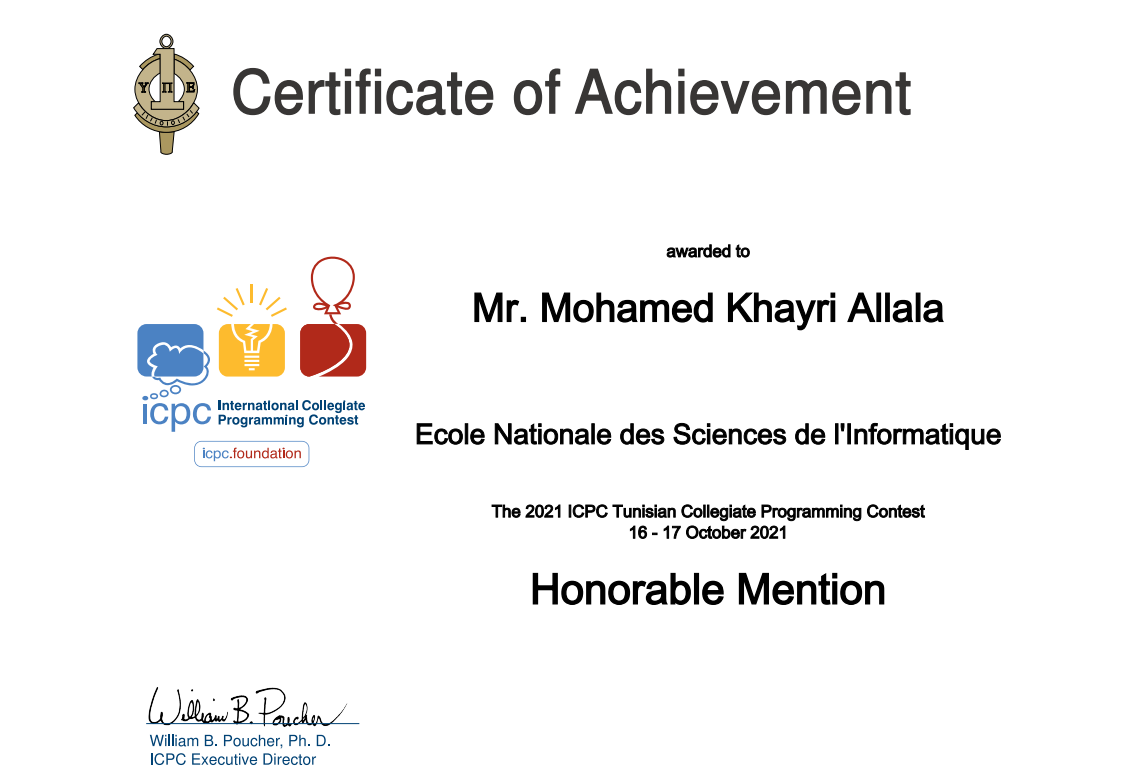 Υ Π Ε
Certificate of Achievement
awarded to
Mr. Mohamed Khayri Allala
icpc International Collegiate
Programming Contest
icpc.foundation
Ecole Nationale des Sciences de l'Informatique
The 2021 ICPC Tunisian Collegiate Programming Contest
16 - 17 October 2021
Honorable Mention
William B. Poucher
William B. Poucher, Ph. D.
ICPC Executive Director